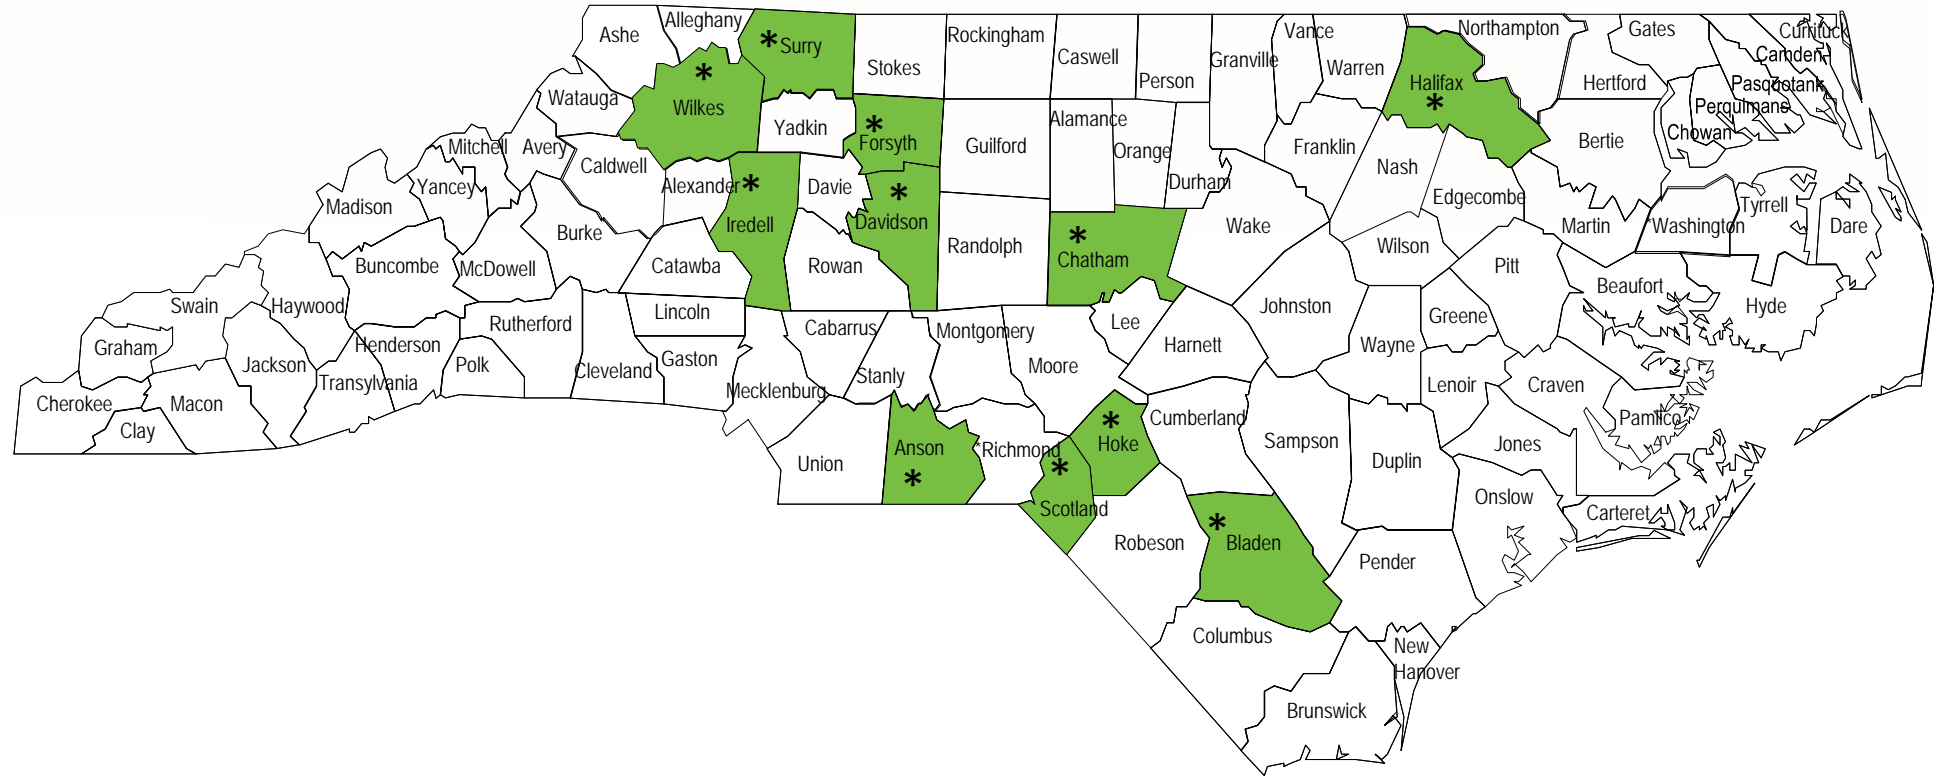 Alleghany
Ashe
* Surry
Rockingham
Northampton
Gates
Currituck
Vance
Camden
Caswell
Granville
Stokes
Warren
Person
*
Wilkes
Halifax
*
Hertford
Pasquotank
Perquimans
Watauga
Yadkin
*
Forsyth
Alamance
Chowan
Mitchell
Avery
Guilford
Orange
Franklin
Bertie
Caldwell
Nash
Yancey
Alexander
*
Iredell
Davie
*
Davidson
Durham
Edgecombe
Madison
Tyrrell
Burke
Wake
Martin
*Washington
Dare
*
Chatham
Randolph
Wilson
Buncombe
McDowell
Catawba
Rowan
Pitt
Beaufort
Swain
Haywood
Lincoln
Johnston
Hyde
Rutherford
Cabarrus
Montgomery
Lee
Greene
Graham
Henderson
Harnett
Wayne
Jackson
Polk
Gaston
Moore
Cleveland
Transylvania
Stanly
Lenoir
Craven
Mecklenburg
Cherokee
Macon
Clay
*
Hoke
Cumberland
Pamlico
Anson
*
*Richmond
Sampson
Jones
Union
*
Scotland
Duplin
Onslow
Carteret
*
Bladen
Robeson
Pender
Columbus
New
Hanover
Brunswick